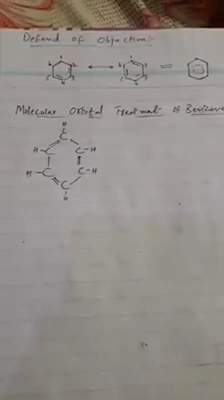 Defend of Objection:-
Molecular Orbital Treatment of Benzene
H
C
H-C C-H
H-C C-H
C
H